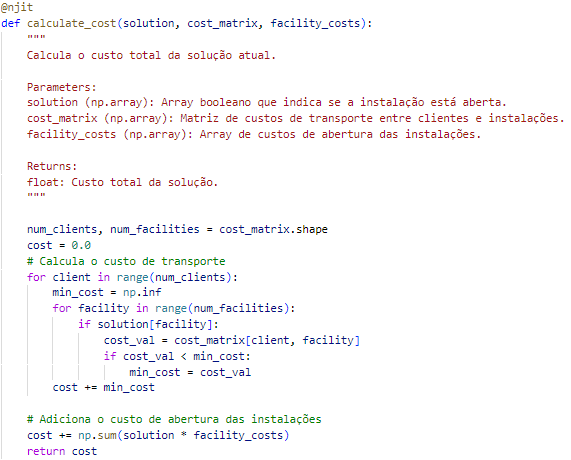 @njit
def calculate_cost(solution, cost_matrix, facility_costs):
    """
    Calcula o custo total da solução atual.

    Parameters:
    solution (np.array): Array booleano que indica se a instalação está aberta.
    cost_matrix (np.array): Matriz de custos de transporte entre clientes e instalações.
    facility_costs (np.array): Array de custos de abertura das instalações.

    Returns:
    float: Custo total da solução.
    """

    num_clients, num_facilities = cost_matrix.shape
    cost = 0.0
    # Calcula o custo de transporte
    for client in range(num_clients):
        min_cost = np.inf
        for facility in range(num_facilities):
            if solution[facility]:
                cost_val = cost_matrix[client, facility]
                if cost_val < min_cost:
                    min_cost = cost_val
        cost += min_cost

    # Adiciona o custo de abertura das instalações
    cost += np.sum(solution * facility_costs)
    return cost